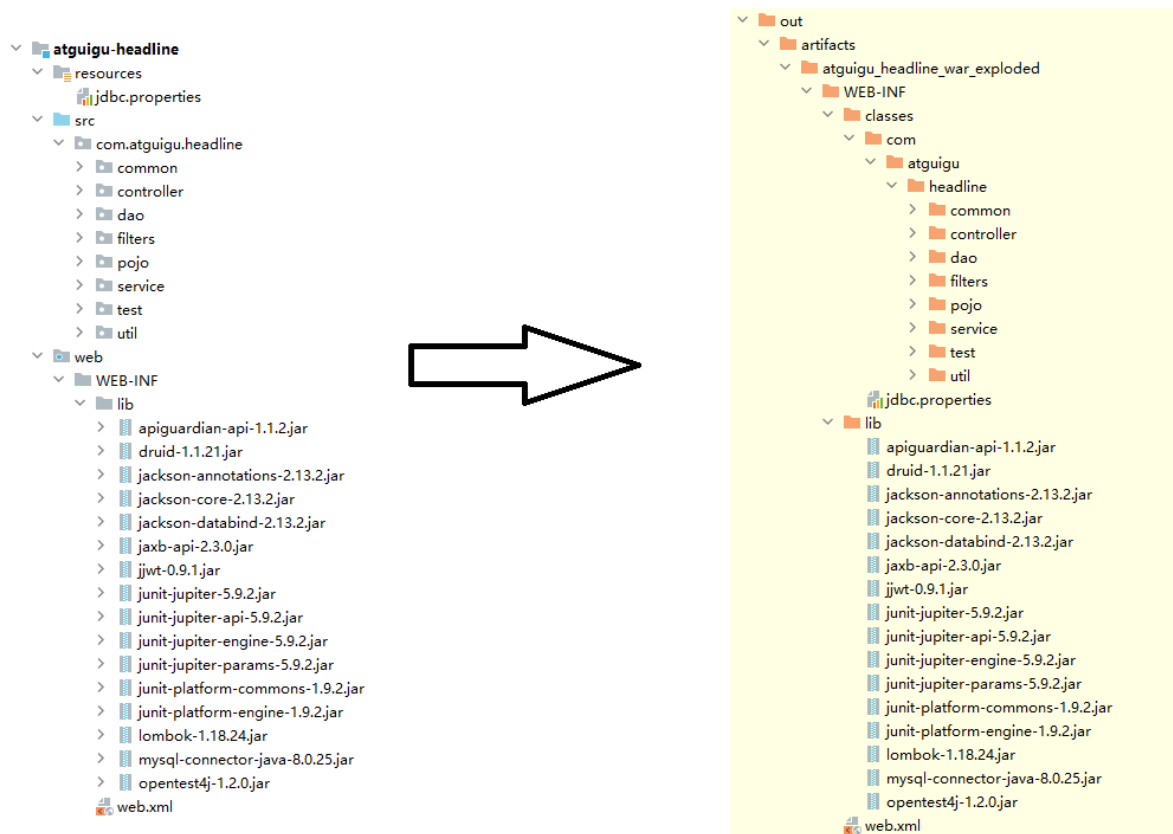 atguigu-headline
resources
jdbc.properties
src
com.atguigu.headline
common
controller
dao
filters
pojo
service
test
util
web
WEB-INF
lib
apiguardian-api-1.1.2.jar
druid-1.1.21.jar
jackson-annotations-2.13.2.jar
jackson-core-2.13.2.jar
jackson-databind-2.13.2.jar
jaxb-api-2.3.0.jar
jjwt-0.9.1.jar
junit-jupiter-5.9.2.jar
junit-jupiter-api-5.9.2.jar
junit-jupiter-engine-5.9.2.jar
junit-jupiter-params-5.9.2.jar
junit-platform-commons-1.9.2.jar
junit-platform-engine-1.9.2.jar
lombok-1.18.24.jar
mysql-connector-java-8.0.25.jar
opentest4j-1.2.0.jar
web.xml
out
artifacts
atguigu_headline_war_exploded
WEB-INF
classes
com
atguigu
headline
common
controller
dao
filters
pojo
service
test
util
jdbc.properties
lib
apiguardian-api-1.1.2.jar
druid-1.1.21.jar
jackson-annotations-2.13.2.jar
jackson-core-2.13.2.jar
jackson-databind-2.13.2.jar
jaxb-api-2.3.0.jar
jjwt-0.9.1.jar
junit-jupiter-5.9.2.jar
junit-jupiter-api-5.9.2.jar
junit-jupiter-engine-5.9.2.jar
junit-jupiter-params-5.9.2.jar
junit-platform-commons-1.9.2.jar
junit-platform-engine-1.9.2.jar
lombok-1.18.24.jar
mysql-connector-java-8.0.25.jar
opentest4j-1.2.0.jar
web.xml